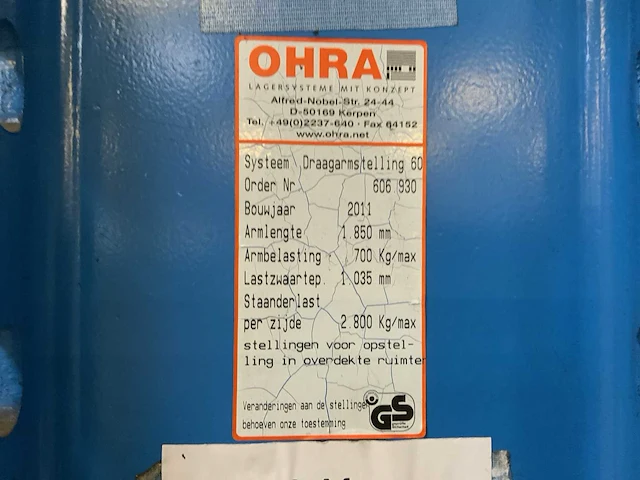 OHRA
LAGERSYSTEME MIT KONZEPT
Alfred-Nobel-Str. 24-44
D-50169 Kerpen
Tel. +49(0)2237-640 · Fax 64152
www.ohra.net
Systeem Draagarmstelling 60
Order Nr 606 930
Bouwjaar 2011
Armlengte 1.850 mm
Armbelasting 700 Kg/max
Lastzwaartep. 1.035 mm
Staanderlast
per zijde 2.800 Kg/max
stellingen voor opstel-
ling in overdekte ruimter
Veranderingen aan de stellingen
behoeven onze toestemming
GS
geprüfte
Sicherheit